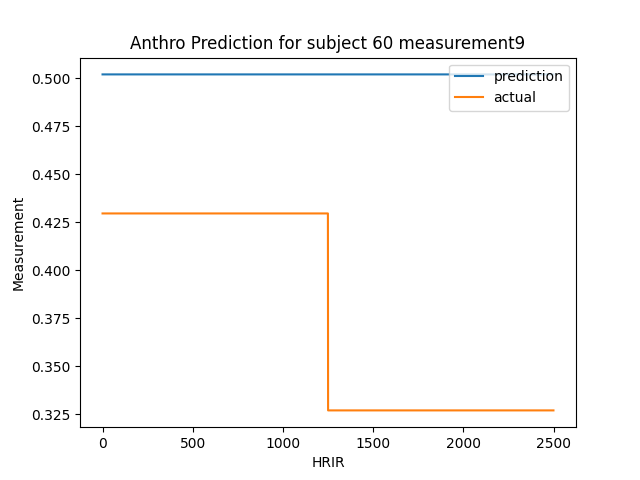 Anthro Prediction for subject 60 measurement9
0.500
0.475
0.450
0.425
0.400
0.375
0.350
0.325
Measurement
prediction
actual
0 500 1000 1500 2000 2500
HRIR